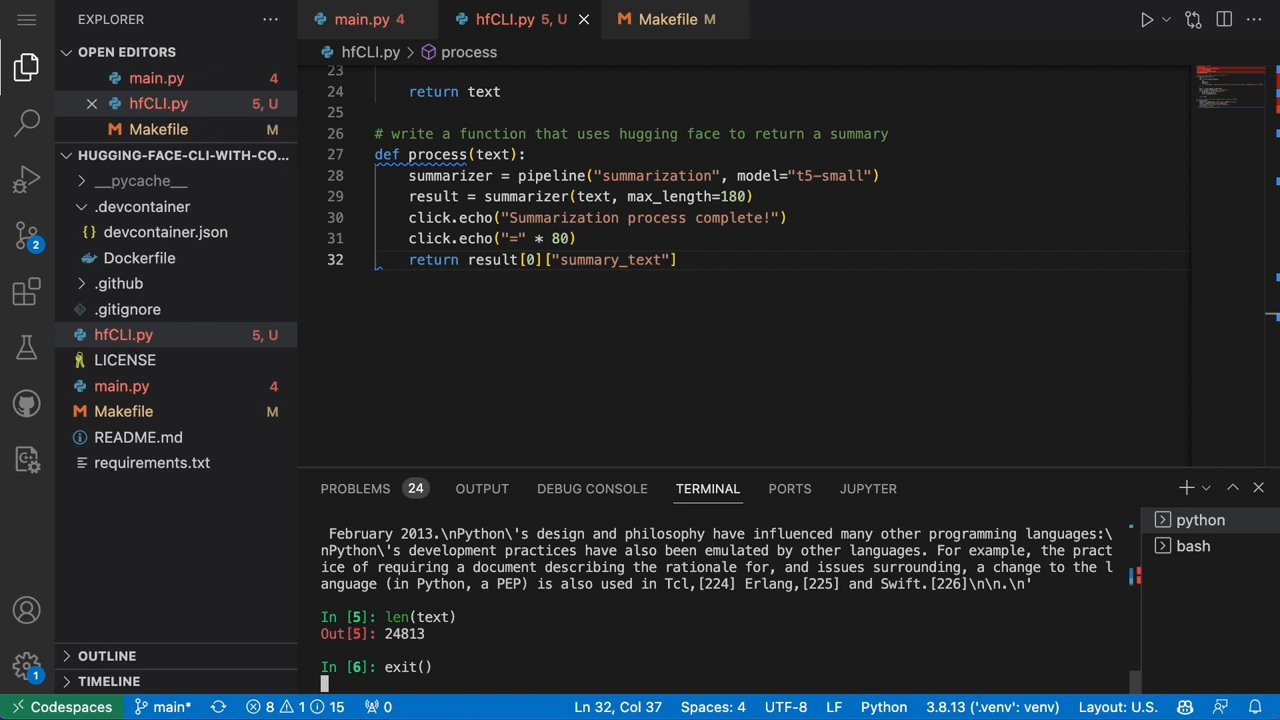 EXPLORER
main.py 4
hfCLI.py 5, U
Makefile M
OPEN EDITORS
main.py 4
hfCLI.py 5, U
Makefile M
HUGGING-FACE-CLI-WITH-CO...
__pycache__
.devcontainer
devcontainer.json
Dockerfile
.github
.gitignore
hfCLI.py 5, U
LICENSE
main.py 4
Makefile M
README.md
requirements.txt
OUTLINE
TIMELINE
2
1
hfCLI.py > process
23
24 return text
25
26 # write a function that uses hugging face to return a summary
27 def process(text):
28 summarizer = pipeline("summarization", model="t5-small")
29 result = summarizer(text, max_length=180)
30 click.echo("Summarization process complete!")
31 click.echo("=" * 80)
32 return result[0]["summary_text"]
PROBLEMS 24 OUTPUT DEBUG CONSOLE TERMINAL PORTS JUPYTER
February 2013.\nPython\'s design and philosophy have influenced many other programming languages:\
nPython\'s development practices have also been emulated by other languages. For example, the pract
ice of requiring a document describing the rationale for, and issues surrounding, a change to the l
anguage (in Python, a PEP) is also used in Tcl,[224] Erlang,[225] and Swift.[226]\n\n.\n'
In [5]: len(text)
Out[5]: 24813
In [6]: exit()
python
bash
Codespaces main* 8 1 15 0 Ln 32, Col 37 Spaces: 4 UTF-8 LF Python 3.8.13 ('.venv': venv) Layout: U.S.